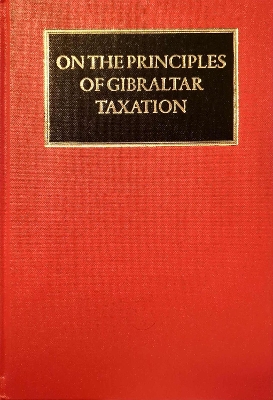 ON THE PRINCIPLES
OF GIBRALTAR
TAXATION